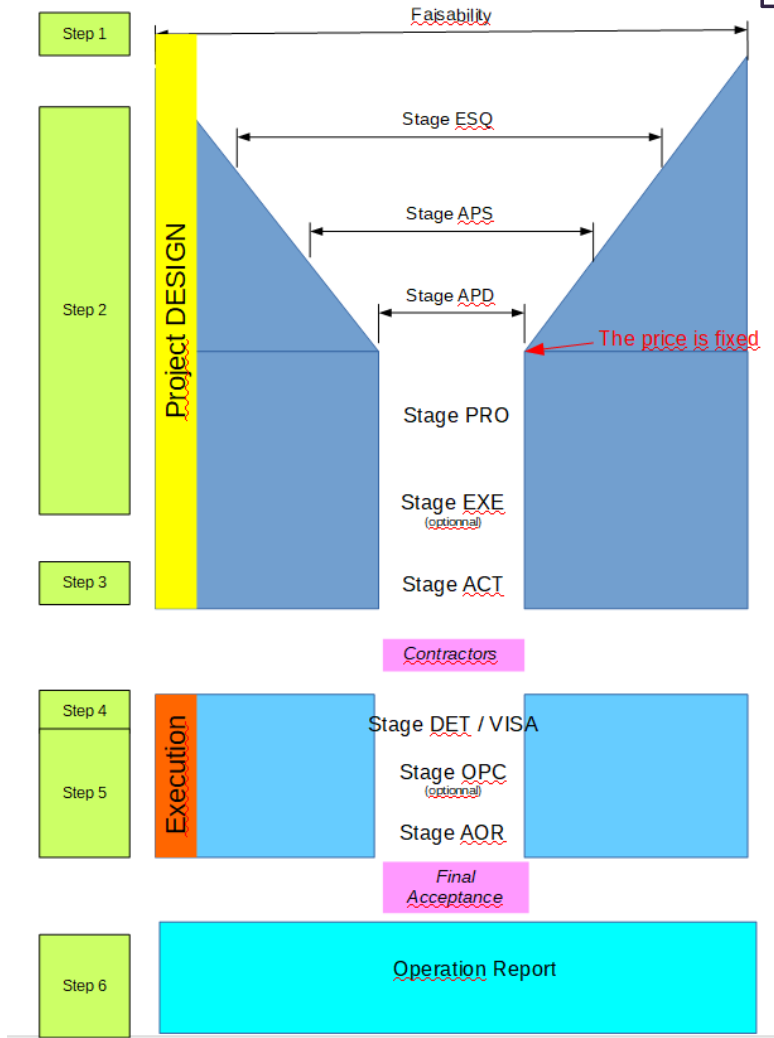 Step 1
Faisability
Stage ESQ
Stage APS
Step 2
Project DESIGN
Stage APD
The price is fixed
Stage PRO
Stage EXE
(optionnal)
Step 3
Stage ACT
Contractors
Step 4
Stage DET / VISA
Execution
Stage OPC
(optionnal)
Step 5
Stage AOR
Final
Acceptance
Operation Report
Step 6